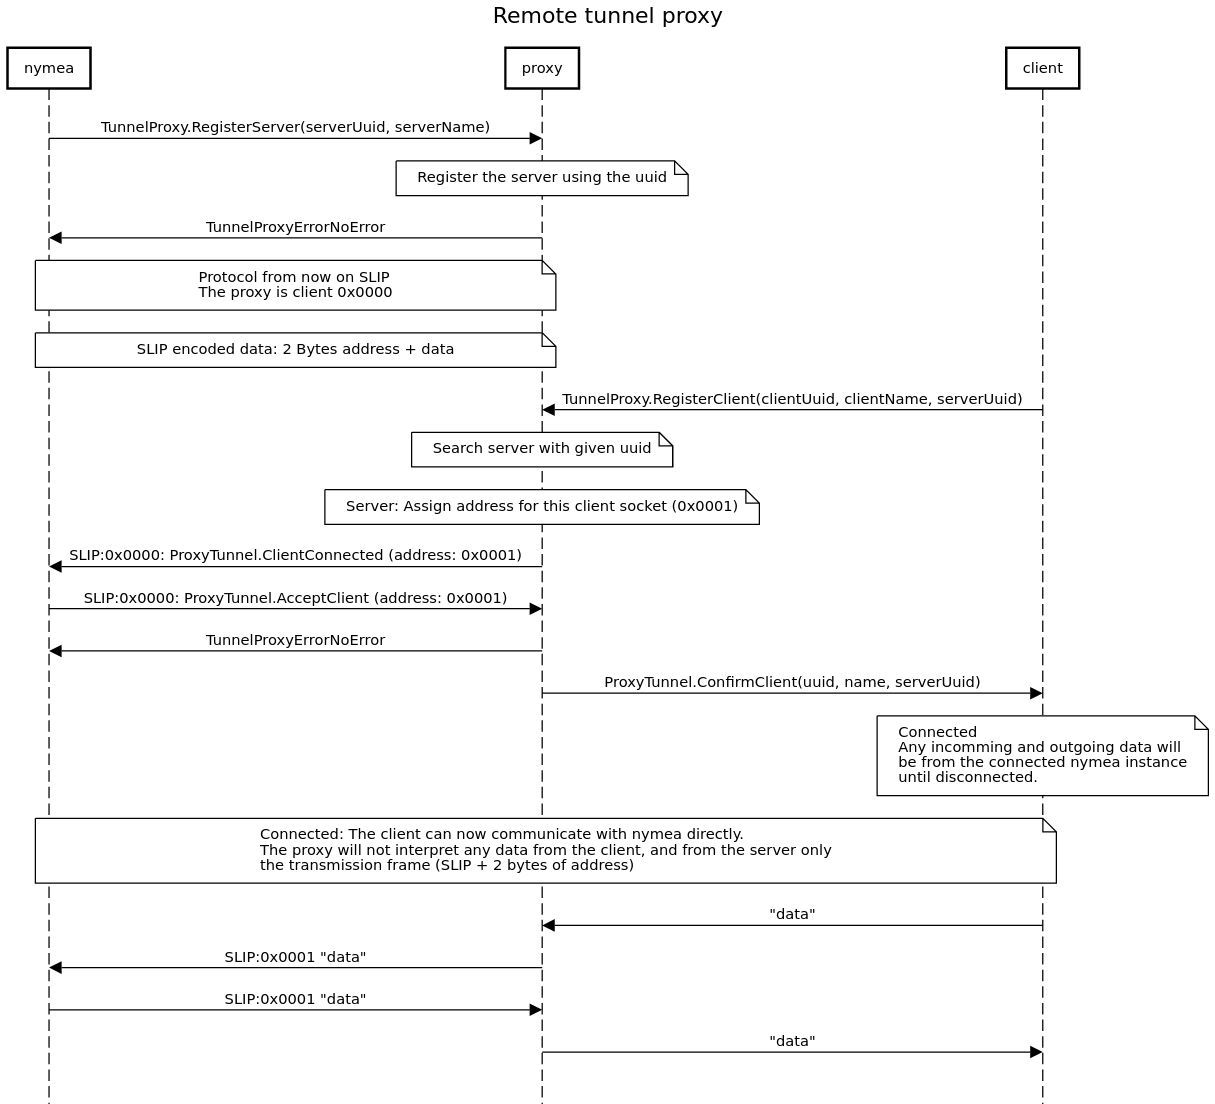 Remote tunnel proxy
nymea
proxy
client
TunnelProxy.RegisterServer(serverUuid, serverName)
Register the server using the uuid
TunnelProxyErrorNoError
Protocol from now on SLIP
The proxy is client 0x0000
SLIP encoded data: 2 Bytes address + data
TunnelProxy.RegisterClient(clientUuid, clientName, serverUuid)
Search server with given uuid
Server: Assign address for this client socket (0x0001)
SLIP:0x0000: ProxyTunnel.ClientConnected (address: 0x0001)
SLIP:0x0000: ProxyTunnel.AcceptClient (address: 0x0001)
TunnelProxyErrorNoError
ProxyTunnel.ConfirmClient(uuid, name, serverUuid)
Connected
Any incomming and outgoing data will
be from the connected nymea instance
until disconnected.
Connected: The client can now communicate with nymea directly.
The proxy will not interpret any data from the client, and from the server only
the transmission frame (SLIP + 2 bytes of address)
"data"
SLIP:0x0001 "data"
SLIP:0x0001 "data"
"data"